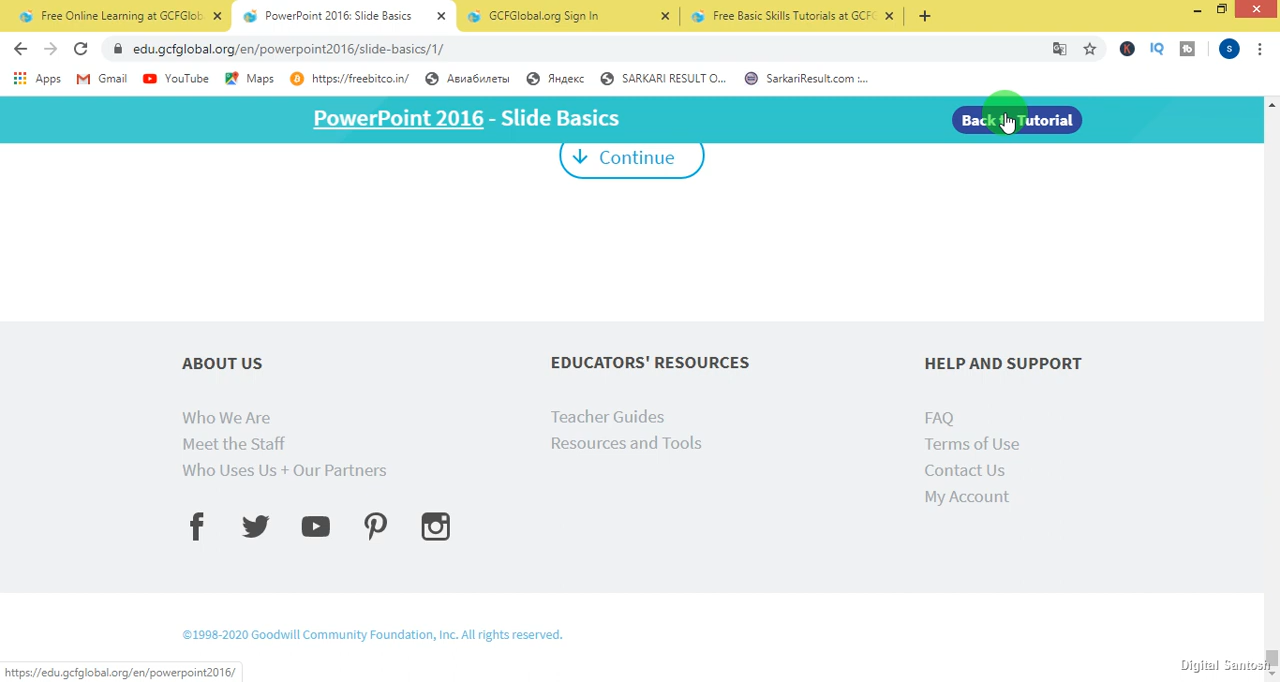 Free Online Learning at GCFGlob
PowerPoint 2016: Slide Basics
GCFGlobal.org Sign In
Free Basic Skills Tutorials at GCFG
edu.gcfglobal.org/en/powerpoint2016/slide-basics/1/
K
IQ
S
Apps
Gmail
YouTube
Maps
https://freebitco.in/
Авиабилеты
Яндекс
SARKARI RESULT O...
SarkariResult.com :...
PowerPoint 2016 - Slide Basics
Back to Tutorial
Continue
ABOUT US
Who We Are
Meet the Staff
Who Uses Us + Our Partners
EDUCATORS' RESOURCES
Teacher Guides
Resources and Tools
HELP AND SUPPORT
FAQ
Terms of Use
Contact Us
My Account
©1998-2020 Goodwill Community Foundation, Inc. All rights reserved.
https://edu.gcfglobal.org/en/powerpoint2016/
Digital Santosh